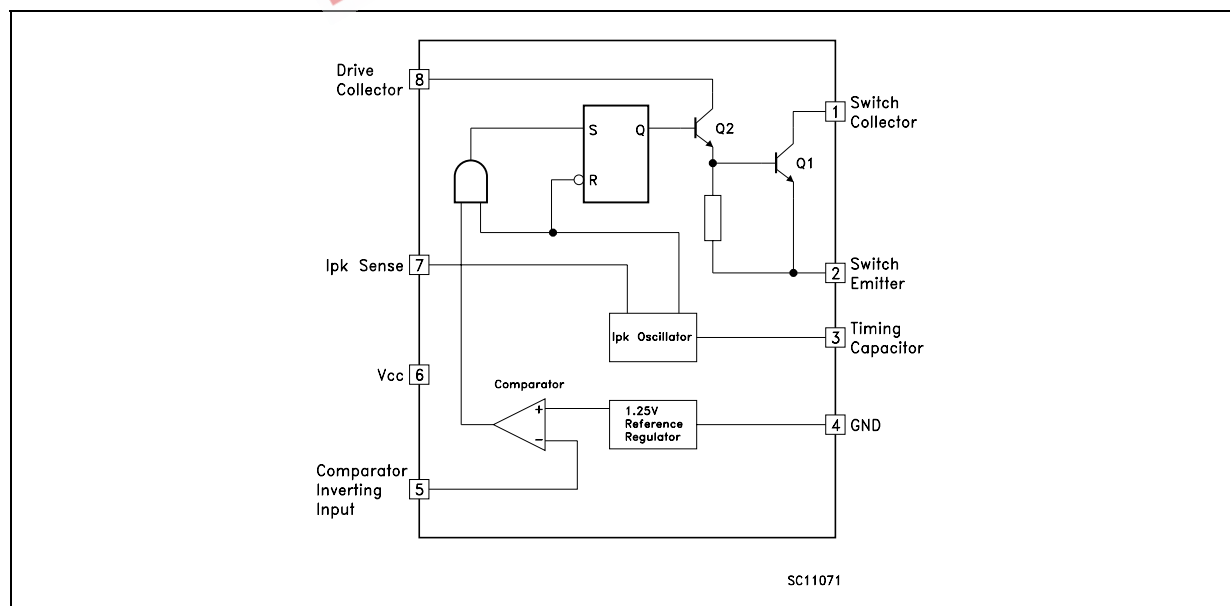 Drive
Collector
8
1
Switch
Collector
S
Q
Q2
R
Q1
Ipk Sense
7
2
Switch
Emitter
Ipk Oscillator
3
Timing
Capacitor
Vcc
6
Comparator
+
−
1.25V
Reference
Regulator
4
GND
Comparator
Inverting
Input
5
SC11071